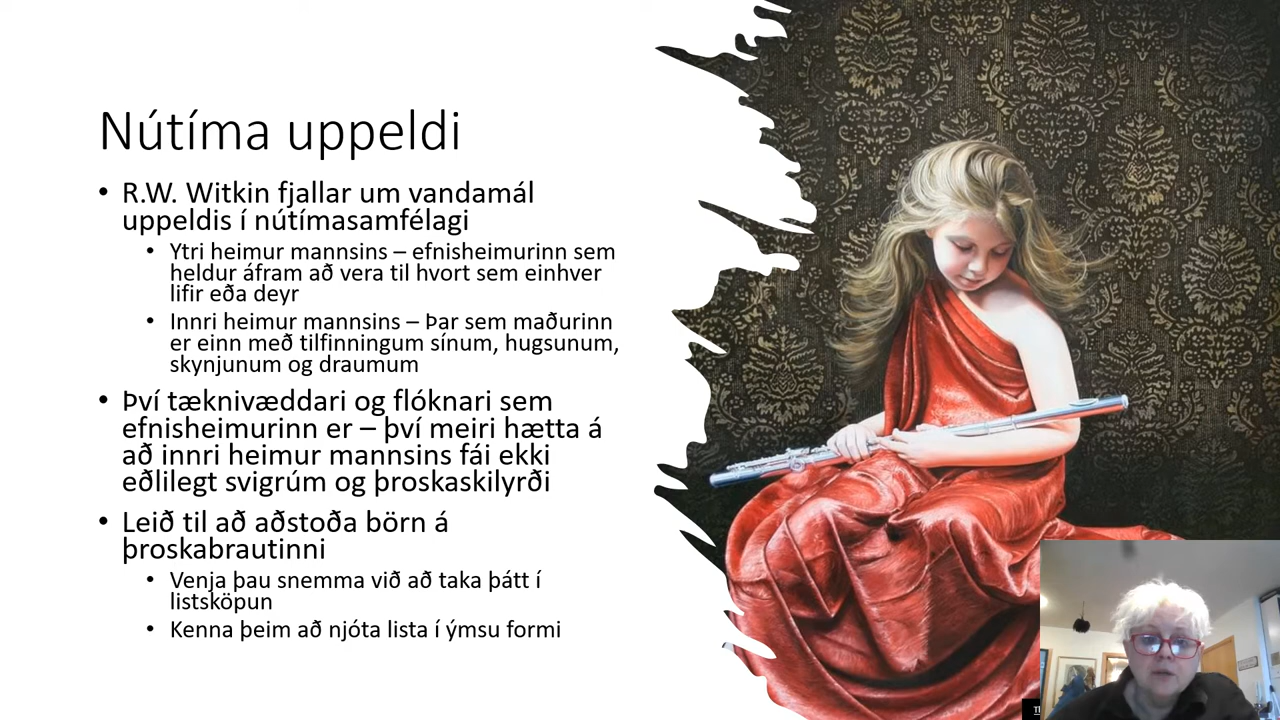 Nútíma uppeldi
• R.W. Witkin fjallar um vandamál
uppeldis í nútímasamfélagi
• Ytri heimur mannsins – efnisheimurinn sem
heldur áfram að vera til hvort sem einhver
lifir eða deyr
• Innri heimur mannsins – Þar sem maðurinn
er einn með tilfinningum sínum, hugsunum,
skynjunum og draumum
• Því tæknivæddari og flóknari sem
efnisheimurinn er – því meiri hætta á
að innri heimur mannsins fái ekki
eðlilegt svigrúm og þroskaskilyrði
• Leið til að aðstoða börn á
þroskabrautinni
• Venja þau snemma við að taka þátt í
listsköpun
• Kenna þeim að njóta lista í ýmsu formi